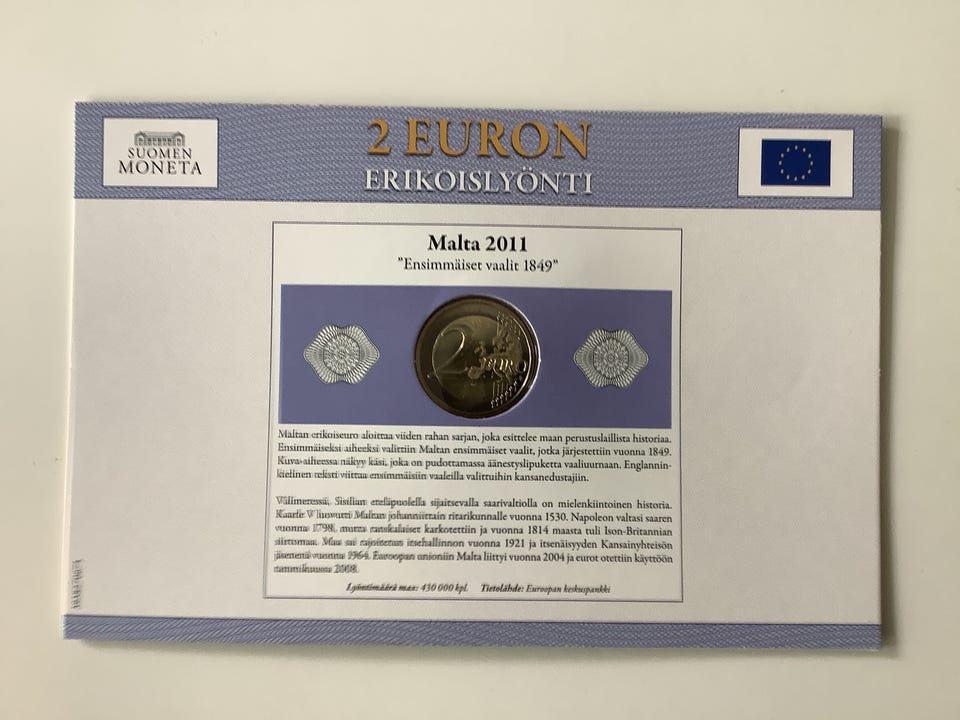 SUOMEN
MONETA
2 EURON
ERIKOISLYÖNTI
Malta 2011
”Ensimmäiset vaalit 1849”
2 EURO
Maltan erikoiseuro aloittaa viiden rahan sarjan, joka esittelee maan perustuslaillista historiaa.
Ensimmäiseksi aiheeksi valittiin Maltan ensimmäiset vaalit, jotka järjestettiin vuonna 1849.
Kuva-aiheessa näkyy käsi, joka on pudottamassa äänestyslipuketta vaaliuurnaan. Englannin-
kielinen teksti viittaa ensimmäisiin vaaleilla valittuihin kansanedustajiin.
Välimeressä, Sisilian eteläpuolella sijaitsevalla saarivaltiolla on mielenkiintoinen historia.
Kaarle V luovutti Maltan johanniittain ritarikunnalle vuonna 1530. Napoleon valtasi saaren
vuonna 1798, mutta ranskalaiset karkotettiin ja vuonna 1814 maasta tuli Ison-Britannian
siirtomaa. Maa sai rajoitetun itsehallinnon vuonna 1921 ja itsenäisyyden Kansainyhteisön
jäsenenä vuonna 1964. Euroopan unioniin Malta liittyi vuonna 2004 ja eurot otettiin käyttöön
tammikuussa 2008.
Lyöntimäärä max: 430 000 kpl. Tietolähde: Euroopan keskuspankki